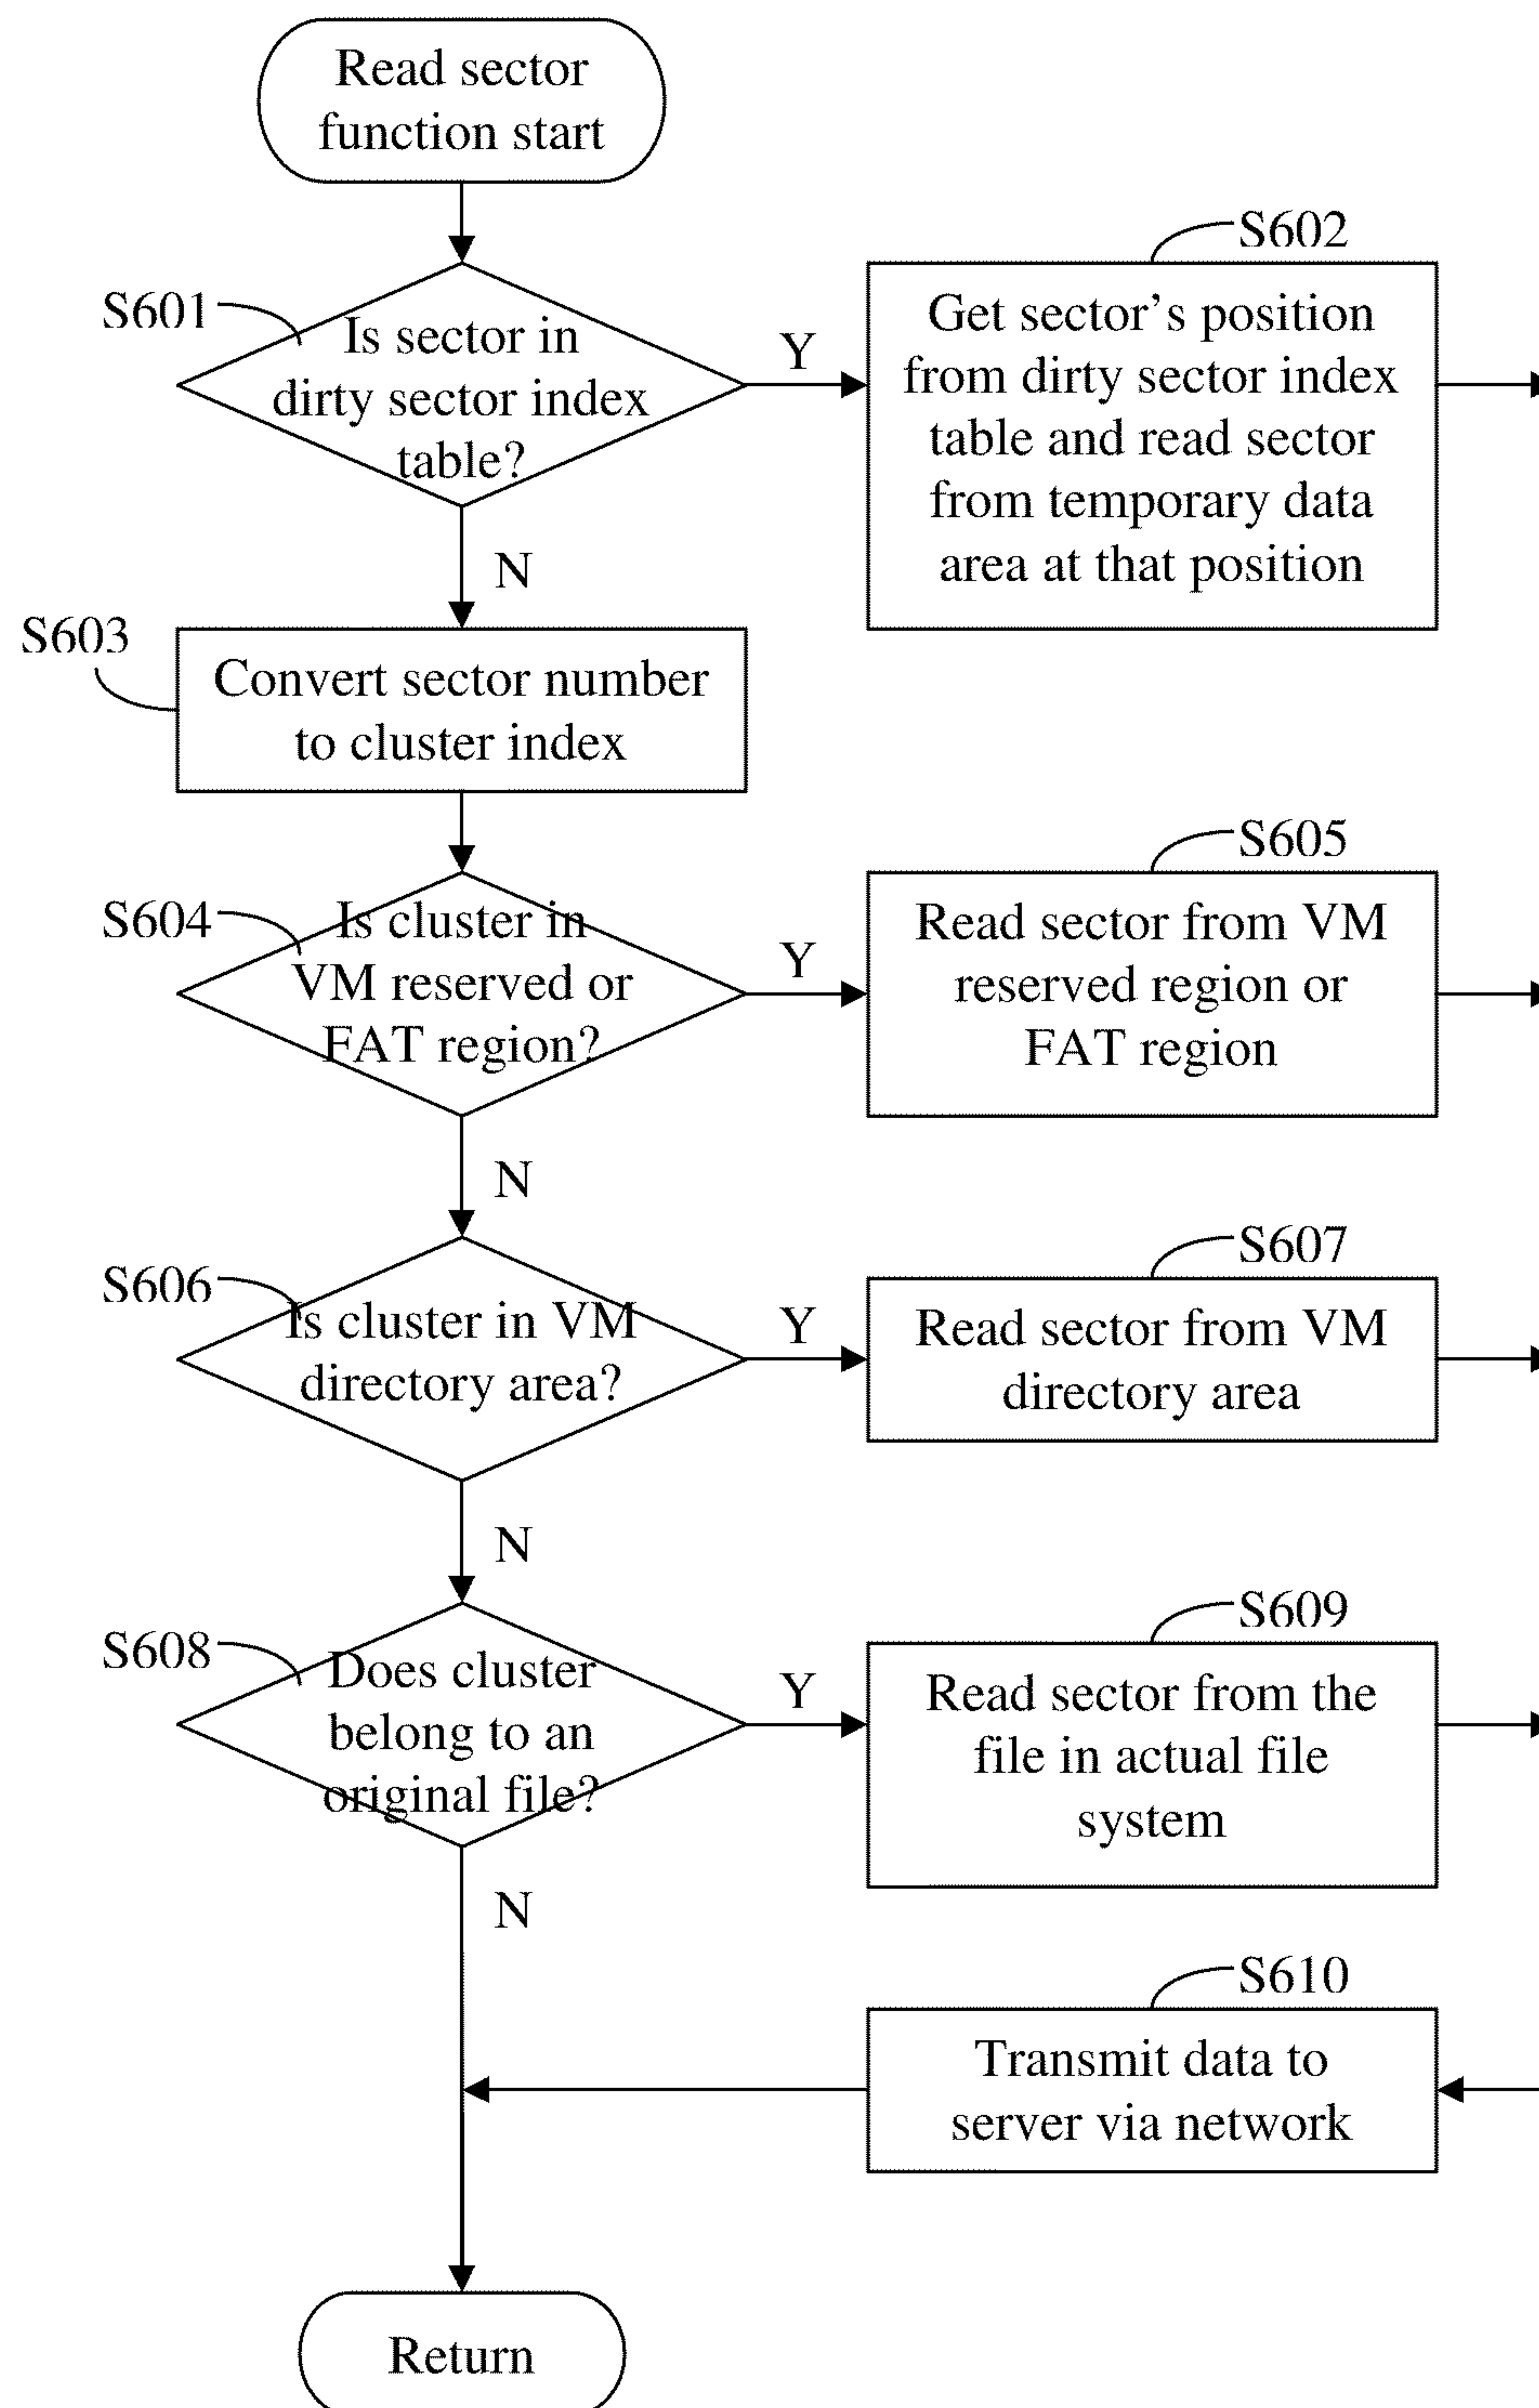 Read sector
function start
S601
Is sector in
dirty sector index
table?
Y
S602
Get sector's position
from dirty sector index
table and read sector
from temporary data
area at that position
N
S603
Convert sector number
to cluster index
S604
Is cluster in
VM reserved or
FAT region?
Y
S605
Read sector from VM
reserved region or
FAT region
N
S606
Is cluster in VM
directory area?
Y
S607
Read sector from VM
directory area
N
S608
Does cluster
belong to an
original file?
Y
S609
Read sector from the
file in actual file
system
N
S610
Transmit data to
server via network
Return